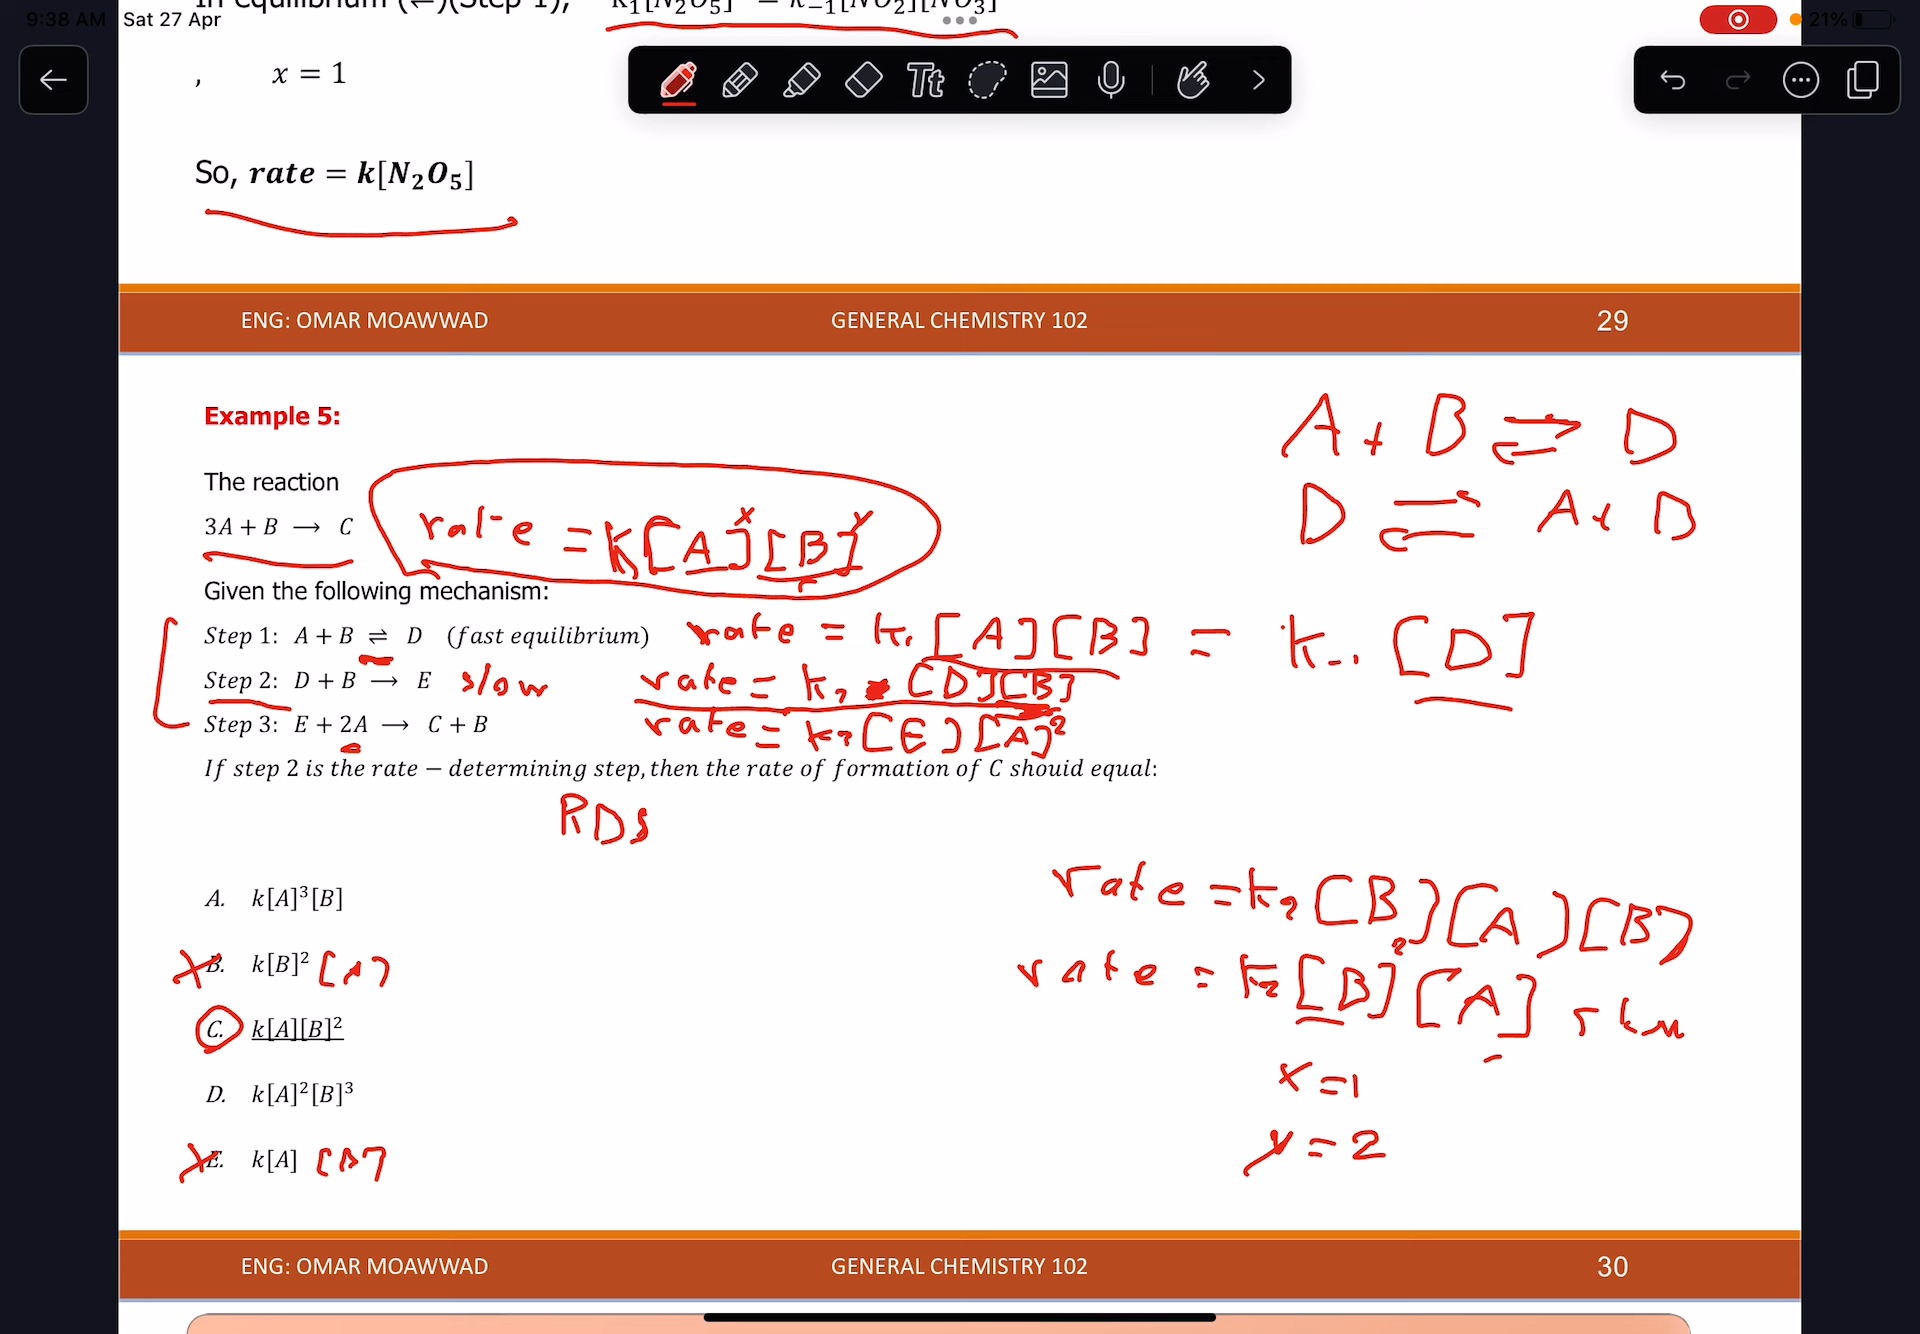 9:38 AM Sat 27 Apr
21%
, x = 1
So, rate = k[N₂O₅]
ENG: OMAR MOAWWAD GENERAL CHEMISTRY 102 29
Example 5:
A + B ⇌ D
The reaction
3A + B ⟶ C
rate = k[A]ˣ[B]ʸ
D ⇌ A + D
Given the following mechanism:
Step 1: A + B ⇌ D (fast equilibrium) rate = k₁[A][B] = k₋₁[D]
Step 2: D + B ⟶ E slow rate = k₂[D][B]
Step 3: E + 2A ⟶ C + B rate = k₃[E][A]²
If step 2 is the rate – determining step, then the rate of formation of C shouid equal:
RDS
A. k[A]³[B]
rate = k₂[B][A][B]
B. k[B]² [A]
rate = k₂[B]²[A]
C. k[A][B]²
x = 1
D. k[A]²[B]³
y = 2
E. k[A] [B]
ENG: OMAR MOAWWAD GENERAL CHEMISTRY 102 30